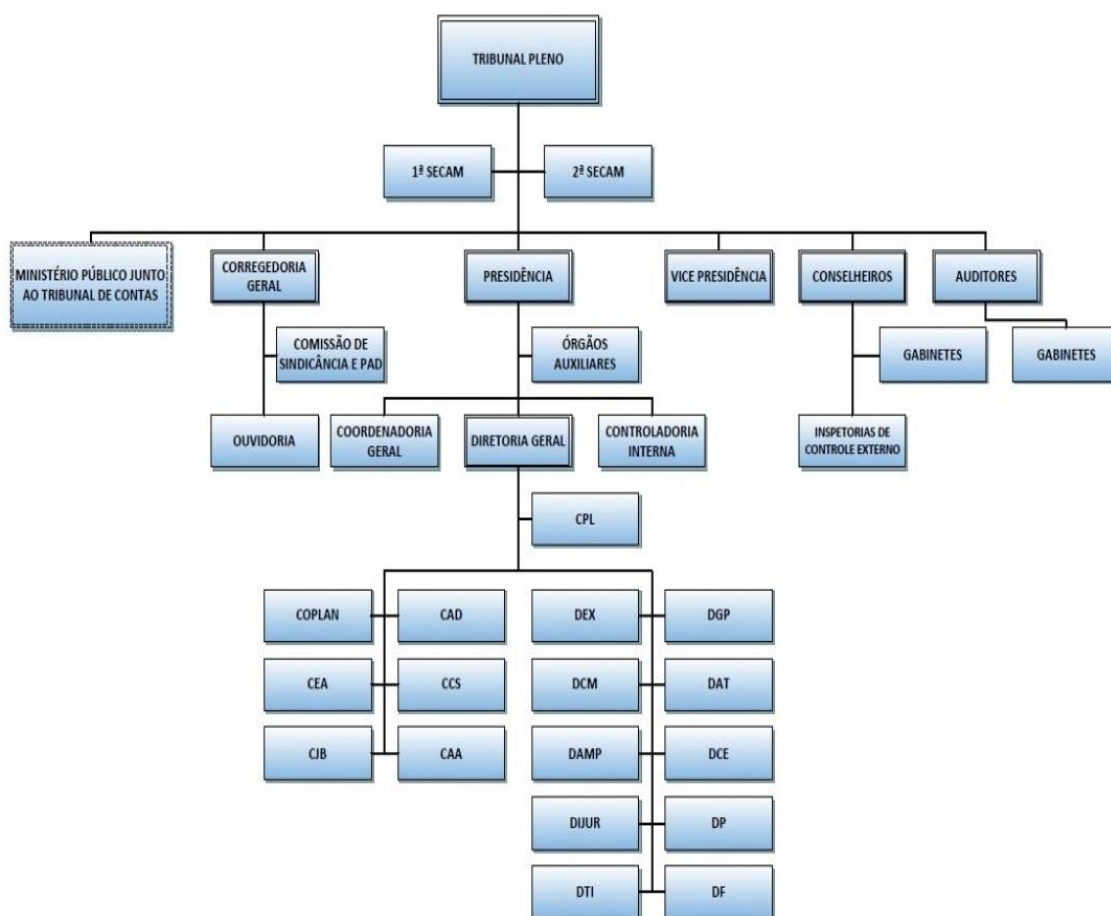 TRIBUNAL PLENO
1ª SECAM
2ª SECAM
MINISTÉRIO PÚBLICO JUNTO
AO TRIBUNAL DE CONTAS
CORREGEDORIA
GERAL
PRESIDÊNCIA
VICE PRESIDÊNCIA
CONSELHEIROS
AUDITORES
COMISSÃO DE
SINDICÂNCIA E PAD
ÓRGÃOS
AUXILIARES
GABINETES
GABINETES
OUVIDORIA
COORDENADORIA
GERAL
DIRETORIA GERAL
CONTROLADORIA
INTERNA
INSPETORIAS DE
CONTROLE EXTERNO
CPL
COPLAN
CAD
DEX
DGP
CEA
CCS
DCM
DAT
CJB
CAA
DAMP
DCE
DIJUR
DP
DTI
DF